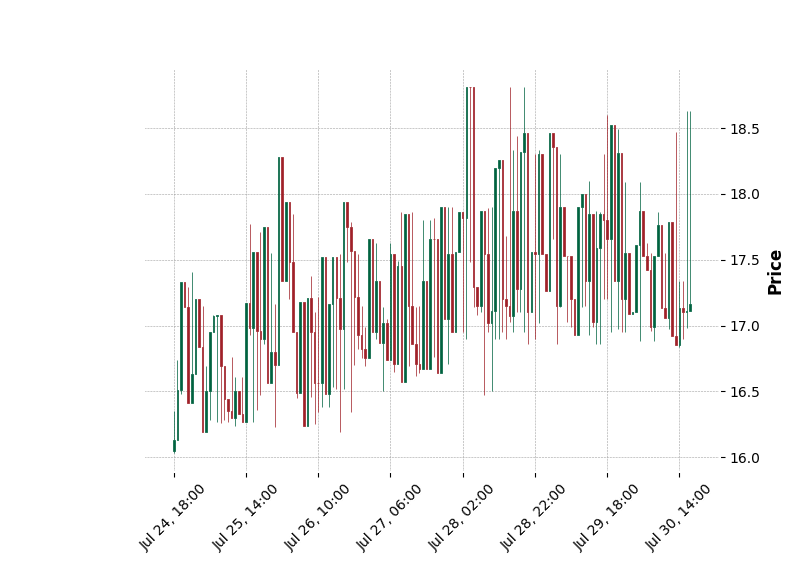 18.5
18.0
17.5
17.0
16.5
16.0
Price
Jul 24, 18:00
Jul 25, 14:00
Jul 26, 10:00
Jul 27, 06:00
Jul 28, 02:00
Jul 28, 22:00
Jul 29, 18:00
Jul 30, 14:00